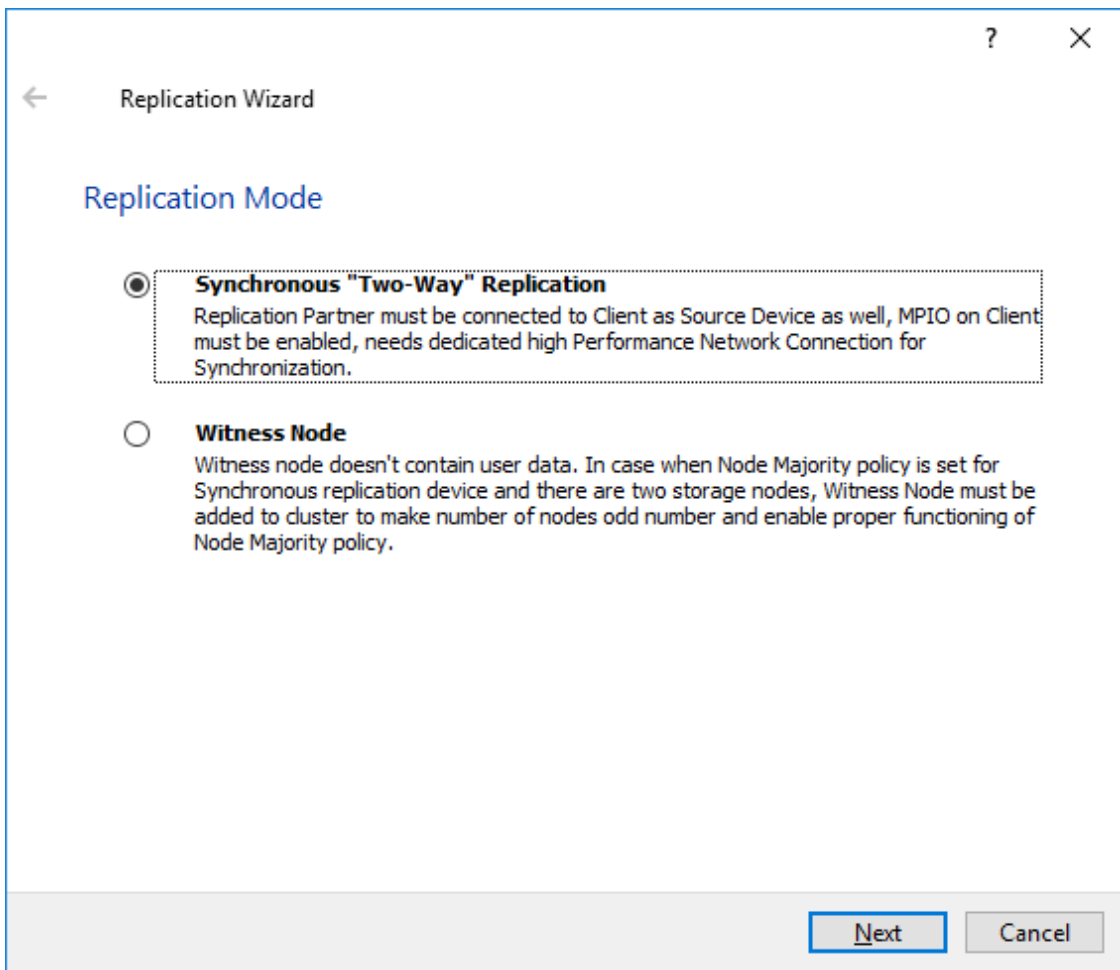 ?
Replication Wizard
Replication Mode
Synchronous "Two-Way" Replication
Replication Partner must be connected to Client as Source Device as well, MPIO on Client
must be enabled, needs dedicated high Performance Network Connection for
Synchronization.
Witness Node
Witness node doesn't contain user data. In case when Node Majority policy is set for
Synchronous replication device and there are two storage nodes, Witness Node must be
added to cluster to make number of nodes odd number and enable proper functioning of
Node Majority policy.
Next
Cancel